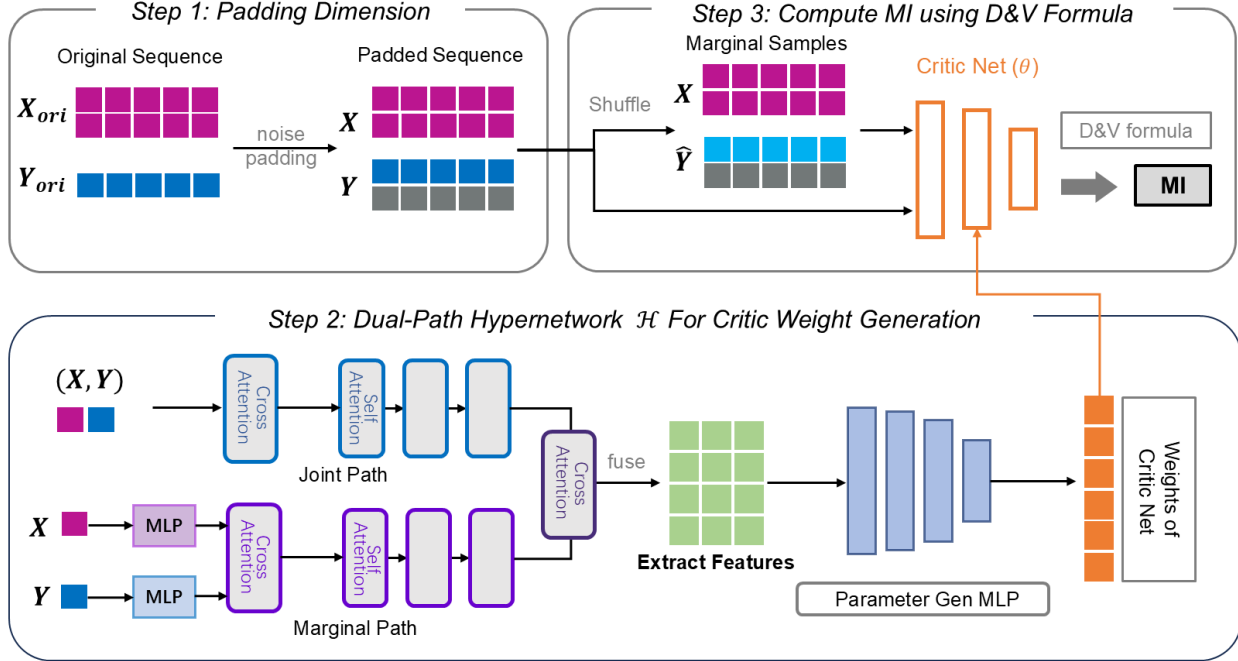 Step 1: Padding Dimension
Original Sequence
Padded Sequence
X_ori
Y_ori
noise
padding
X
Y
Step 3: Compute MI using D&V Formula
Marginal Samples
Shuffle
X
Ŷ
Critic Net (θ)
D&V formula
MI
Step 2: Dual-Path Hypernetwork ℋ For Critic Weight Generation
(X, Y)
Cross
Attention
Self
Attention
Joint Path
X
MLP
Y
MLP
Cross
Attention
Self
Attention
Marginal Path
Cross
Attention
fuse
Extract Features
Parameter Gen MLP
Weights of
Critic Net